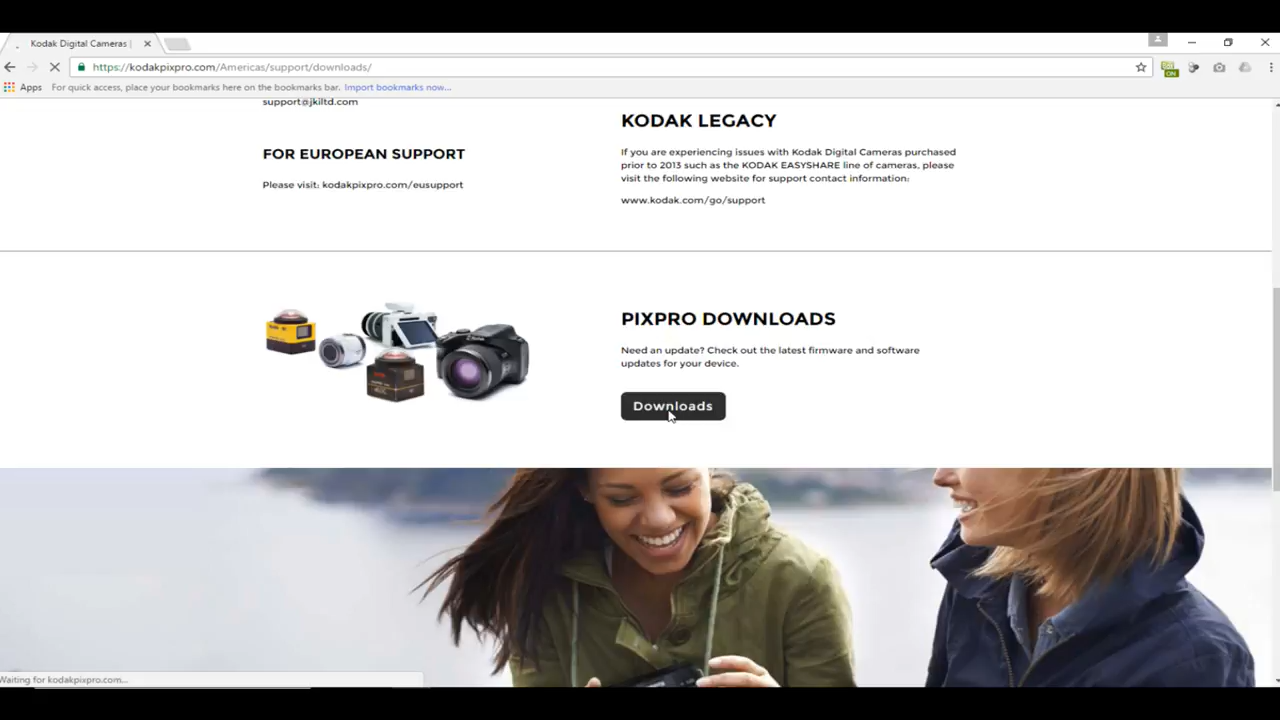 Kodak Digital Cameras |
https://kodakpixpro.com/Americas/support/downloads/
Apps
For quick access, place your bookmarks here on the bookmarks bar. Import bookmarks now...
support@jkiltd.com
FOR EUROPEAN SUPPORT
Please visit: kodakpixpro.com/eusupport
KODAK LEGACY
If you are experiencing issues with Kodak Digital Cameras purchased
prior to 2013 such as the KODAK EASYSHARE line of cameras, please
visit the following website for support contact information:
www.kodak.com/go/support
PIXPRO DOWNLOADS
Need an update? Check out the latest firmware and software
updates for your device.
Downloads
Waiting for kodakpixpro.com...